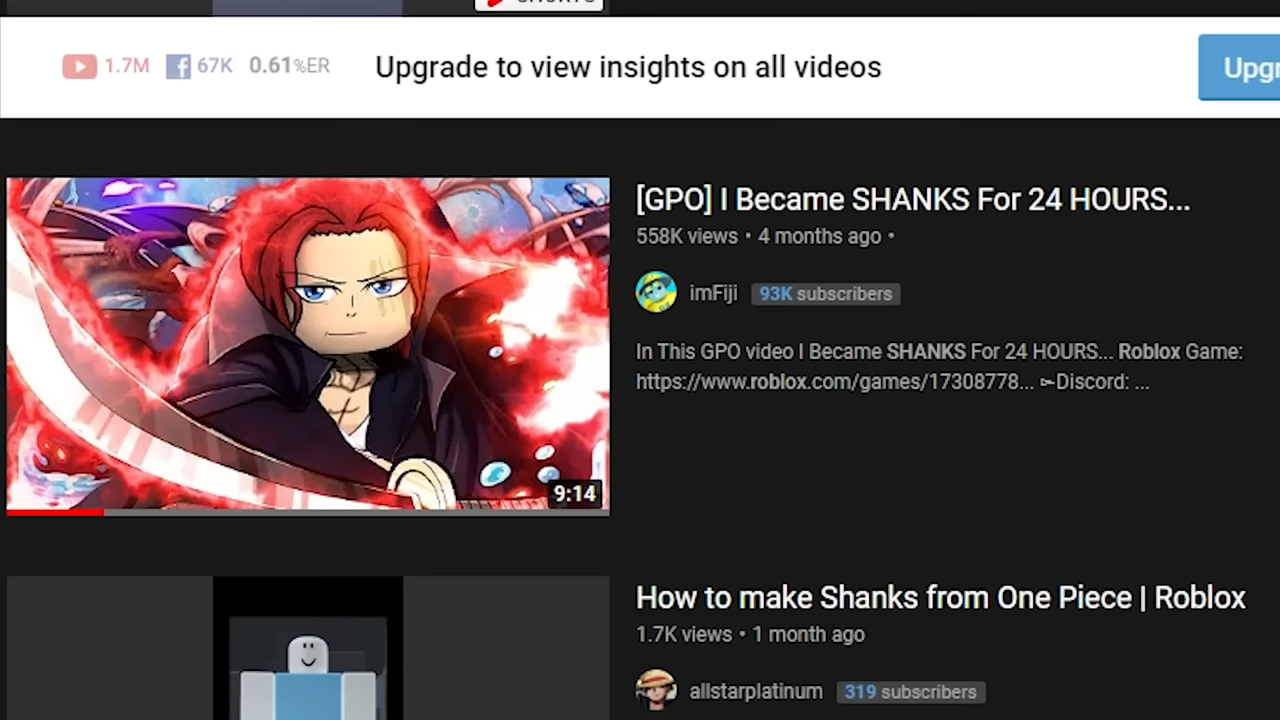 1.7M 67K 0.61%ER Upgrade to view insights on all videos
[GPO] I Became SHANKS For 24 HOURS...
558K views • 4 months ago •
imFiji 93K subscribers
In This GPO video I Became SHANKS For 24 HOURS... Roblox Game:
https://www.roblox.com/games/17308778... ⟜Discord: ...
9:14
How to make Shanks from One Piece | Roblox
1.7K views • 1 month ago
allstarplatinum 319 subscribers